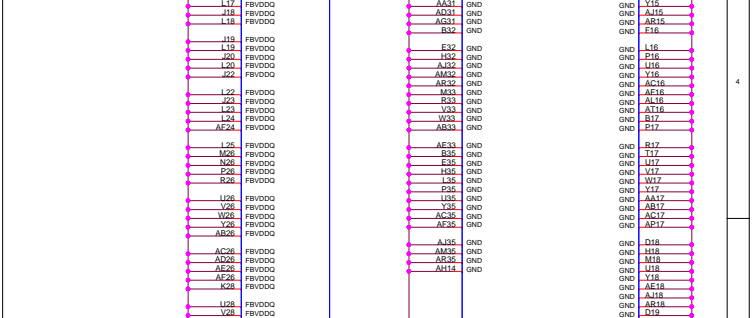 L17 FBVDDQ
J18 FBVDDQ
L18 FBVDDQ
J19 FBVDDQ
L19 FBVDDQ
J20 FBVDDQ
L20 FBVDDQ
J22 FBVDDQ
L22 FBVDDQ
J23 FBVDDQ
L23 FBVDDQ
L24 FBVDDQ
AF24 FBVDDQ
L25 FBVDDQ
M26 FBVDDQ
N26 FBVDDQ
P26 FBVDDQ
R26 FBVDDQ
U26 FBVDDQ
V26 FBVDDQ
W26 FBVDDQ
Y26 FBVDDQ
AB26 FBVDDQ
AC26 FBVDDQ
AD26 FBVDDQ
AE26 FBVDDQ
AF26 FBVDDQ
K28 FBVDDQ
U28 FBVDDQ
V28 FBVDDQ
AA31 GND
AD31 GND
AG31 GND
B32 GND
E32 GND
H32 GND
AJ32 GND
AM32 GND
AR32 GND
M33 GND
R33 GND
V33 GND
W33 GND
AB33 GND
AE33 GND
B35 GND
E35 GND
H35 GND
L35 GND
P35 GND
U35 GND
Y35 GND
AC35 GND
AF35 GND
AJ35 GND
AM35 GND
AR35 GND
AH14 GND
GND Y15
GND AJ15
GND AR15
GND F16
GND L16
GND P16
GND U16
GND Y16
GND AC16
GND AF16
GND AL16
GND AT16
GND B17
GND P17
GND R17
GND T17
GND U17
GND V17
GND W17
GND Y17
GND AA17
GND AB17
GND AC17
GND AP17
GND D18
GND H18
GND M18
GND U18
GND Y18
GND AE18
GND AJ18
GND AR18
GND D19
4